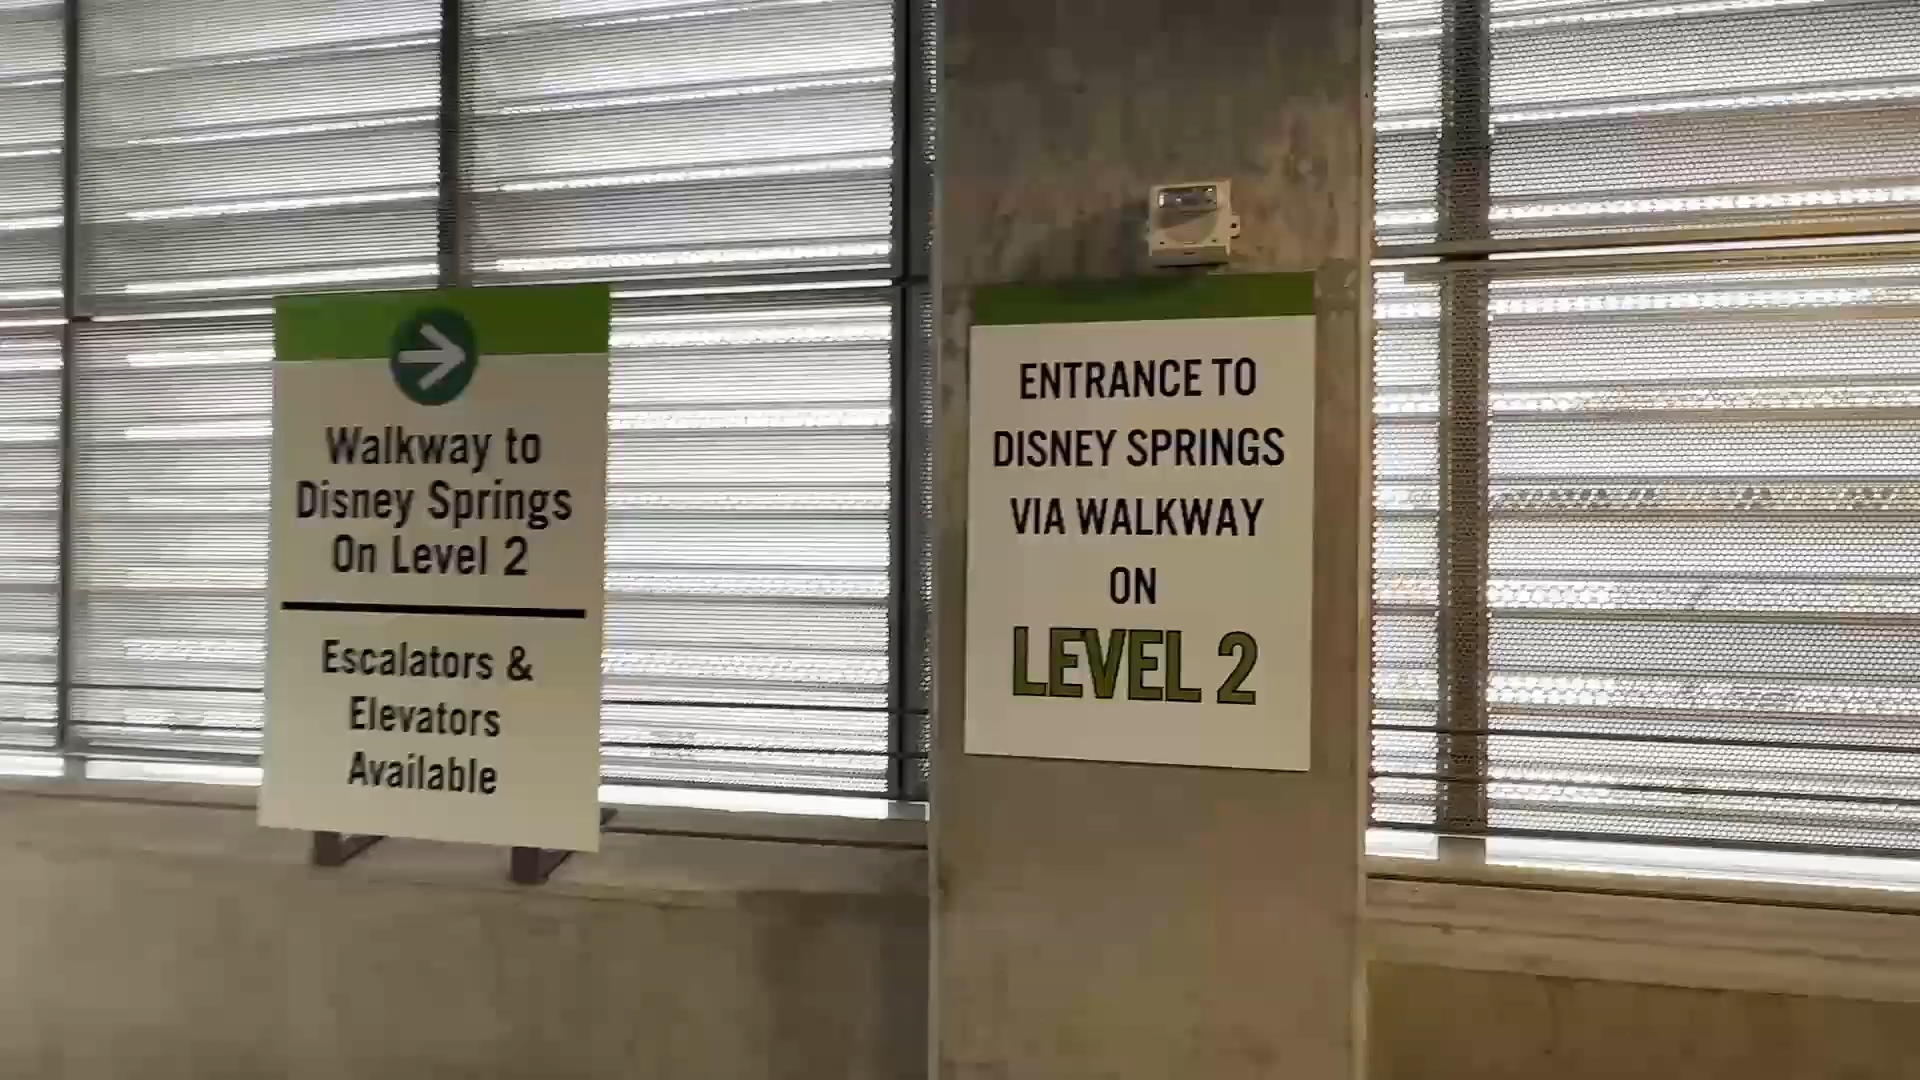 Walkway to
Disney Springs
On Level 2
Escalators &
Elevators
Available
ENTRANCE TO
DISNEY SPRINGS
VIA WALKWAY
ON
LEVEL 2